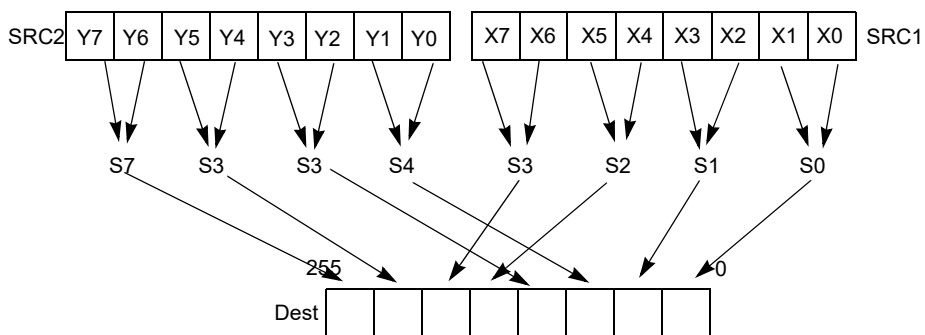 SRC2 Y7 Y6 Y5 Y4 Y3 Y2 Y1 Y0 X7 X6 X5 X4 X3 X2 X1 X0 SRC1
S7 S3 S3 S4 S3 S2 S1 S0
255 0
Dest